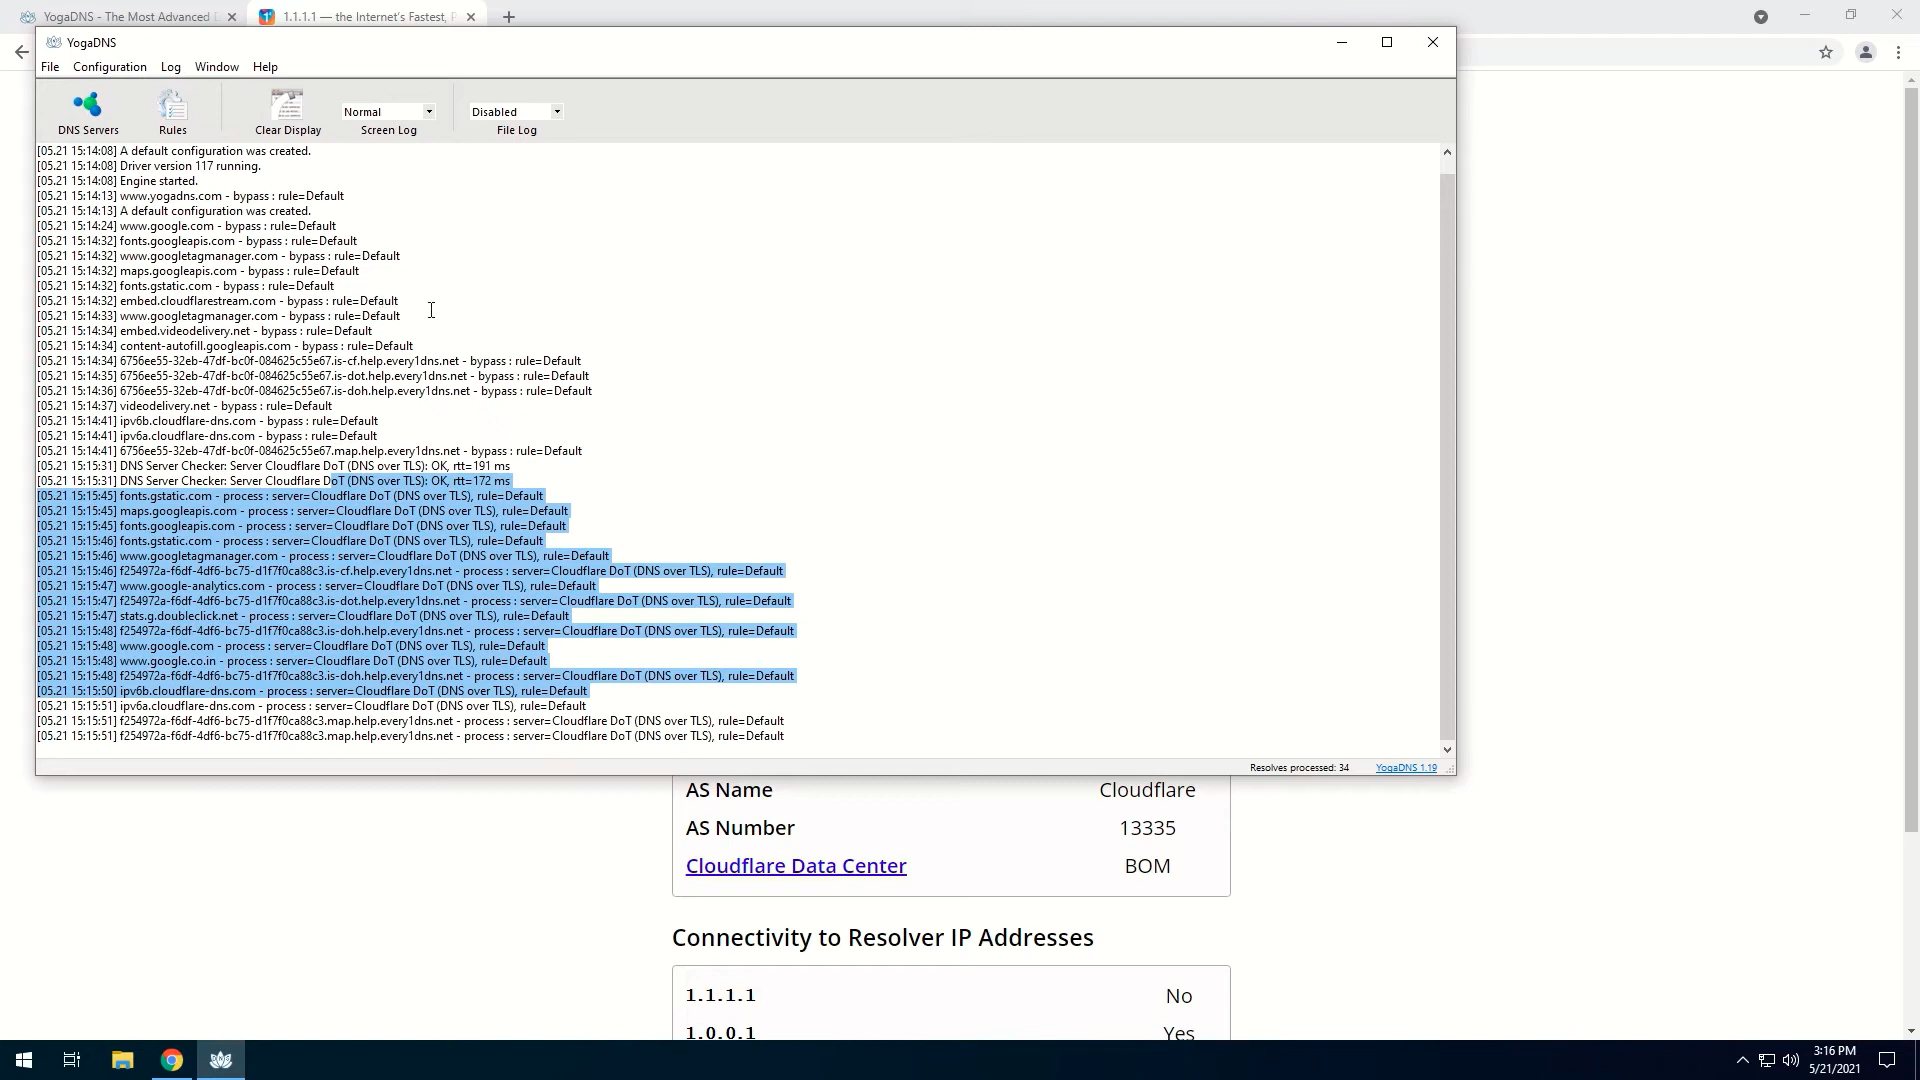 YogaDNS - The Most Advanced
1.1.1.1 — the Internet's Fastest, P
YogaDNS
File Configuration Log Window Help
Normal Disabled
DNS Servers Rules Clear Display Screen Log File Log
[05.21 15:14:08] A default configuration was created.
[05.21 15:14:08] Driver version 117 running.
[05.21 15:14:08] Engine started.
[05.21 15:14:13] www.yogadns.com - bypass : rule=Default
[05.21 15:14:13] A default configuration was created.
[05.21 15:14:24] www.google.com - bypass : rule=Default
[05.21 15:14:32] fonts.googleapis.com - bypass : rule=Default
[05.21 15:14:32] www.googletagmanager.com - bypass : rule=Default
[05.21 15:14:32] maps.googleapis.com - bypass : rule=Default
[05.21 15:14:32] fonts.gstatic.com - bypass : rule=Default
[05.21 15:14:32] embed.cloudflarestream.com - bypass : rule=Default
[05.21 15:14:33] www.googletagmanager.com - bypass : rule=Default
[05.21 15:14:34] embed.videodelivery.net - bypass : rule=Default
[05.21 15:14:34] content-autofill.googleapis.com - bypass : rule=Default
[05.21 15:14:34] 6756ee55-32eb-47df-bc0f-084625c55e67.is-cf.help.every1dns.net - bypass : rule=Default
[05.21 15:14:35] 6756ee55-32eb-47df-bc0f-084625c55e67.is-dot.help.every1dns.net - bypass : rule=Default
[05.21 15:14:36] 6756ee55-32eb-47df-bc0f-084625c55e67.is-doh.help.every1dns.net - bypass : rule=Default
[05.21 15:14:37] videodelivery.net - bypass : rule=Default
[05.21 15:14:41] ipv6b.cloudflare-dns.com - bypass : rule=Default
[05.21 15:14:41] ipv6a.cloudflare-dns.com - bypass : rule=Default
[05.21 15:14:41] 6756ee55-32eb-47df-bc0f-084625c55e67.map.help.every1dns.net - bypass : rule=Default
[05.21 15:15:31] DNS Server Checker: Server Cloudflare DoT (DNS over TLS): OK, rtt=191 ms
[05.21 15:15:31] DNS Server Checker: Server Cloudflare DoT (DNS over TLS): OK, rtt=172 ms
[05.21 15:15:45] fonts.gstatic.com - process : server=Cloudflare DoT (DNS over TLS), rule=Default
[05.21 15:15:45] maps.googleapis.com - process : server=Cloudflare DoT (DNS over TLS), rule=Default
[05.21 15:15:45] fonts.googleapis.com - process : server=Cloudflare DoT (DNS over TLS), rule=Default
[05.21 15:15:46] fonts.gstatic.com - process : server=Cloudflare DoT (DNS over TLS), rule=Default
[05.21 15:15:46] www.googletagmanager.com - process : server=Cloudflare DoT (DNS over TLS), rule=Default
[05.21 15:15:46] f254972a-f6df-4df6-bc75-d1f7f0ca88c3.is-cf.help.every1dns.net - process : server=Cloudflare DoT (DNS over TLS), rule=Default
[05.21 15:15:47] www.google-analytics.com - process : server=Cloudflare DoT (DNS over TLS), rule=Default
[05.21 15:15:47] f254972a-f6df-4df6-bc75-d1f7f0ca88c3.is-dot.help.every1dns.net - process : server=Cloudflare DoT (DNS over TLS), rule=Default
[05.21 15:15:47] stats.g.doubleclick.net - process : server=Cloudflare DoT (DNS over TLS), rule=Default
[05.21 15:15:48] f254972a-f6df-4df6-bc75-d1f7f0ca88c3.is-doh.help.every1dns.net - process : server=Cloudflare DoT (DNS over TLS), rule=Default
[05.21 15:15:48] www.google.com - process : server=Cloudflare DoT (DNS over TLS), rule=Default
[05.21 15:15:48] www.google.co.in - process : server=Cloudflare DoT (DNS over TLS), rule=Default
[05.21 15:15:48] f254972a-f6df-4df6-bc75-d1f7f0ca88c3.is-doh.help.every1dns.net - process : server=Cloudflare DoT (DNS over TLS), rule=Default
[05.21 15:15:50] ipv6b.cloudflare-dns.com - process : server=Cloudflare DoT (DNS over TLS), rule=Default
[05.21 15:15:51] ipv6a.cloudflare-dns.com - process : server=Cloudflare DoT (DNS over TLS), rule=Default
[05.21 15:15:51] f254972a-f6df-4df6-bc75-d1f7f0ca88c3.map.help.every1dns.net - process : server=Cloudflare DoT (DNS over TLS), rule=Default
[05.21 15:15:51] f254972a-f6df-4df6-bc75-d1f7f0ca88c3.map.help.every1dns.net - process : server=Cloudflare DoT (DNS over TLS), rule=Default
Resolves processed: 34 YogaDNS 1.19
AS Name Cloudflare
AS Number 13335
Cloudflare Data Center BOM
Connectivity to Resolver IP Addresses
1.1.1.1 No
1.0.0.1 Yes
3:16 PM
5/21/2021